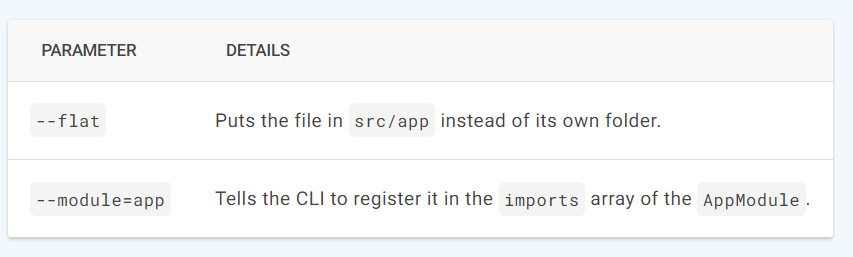 PARAMETER DETAILS
--flat Puts the file in src/app instead of its own folder.
--module=app Tells the CLI to register it in the imports array of the AppModule.